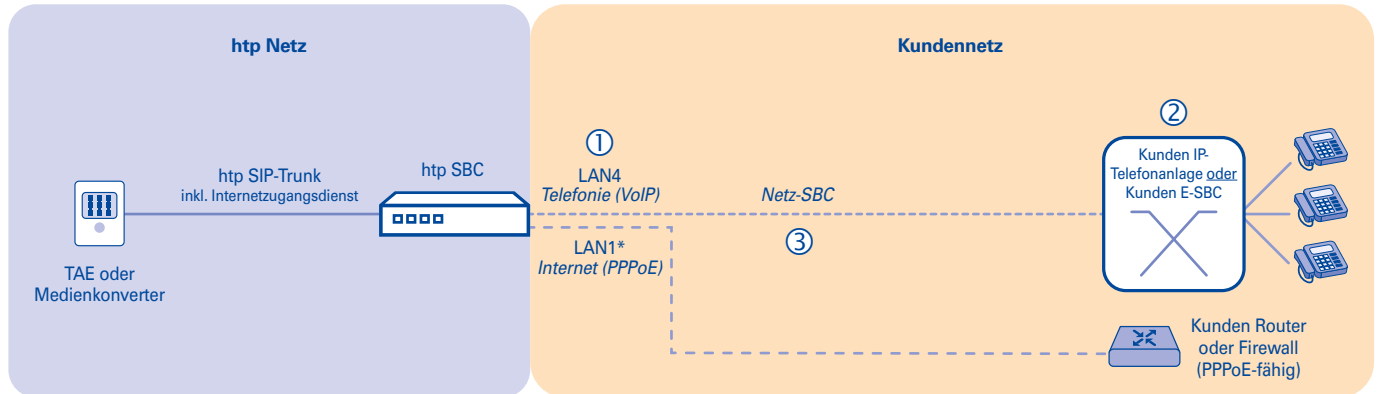 htp Netz
Kundennetz
①
②
htp SIP-Trunk
inkl. Internetzugangsdienst
htp SBC
LAN4
Telefonie (VoIP)
Netz-SBC
③
LAN1*
Internet (PPPoE)
Kunden IP-
Telefonanlage oder
Kunden E-SBC
TAE oder
Medienkonverter
Kunden Router
oder Firewall
(PPPoE-fähig)